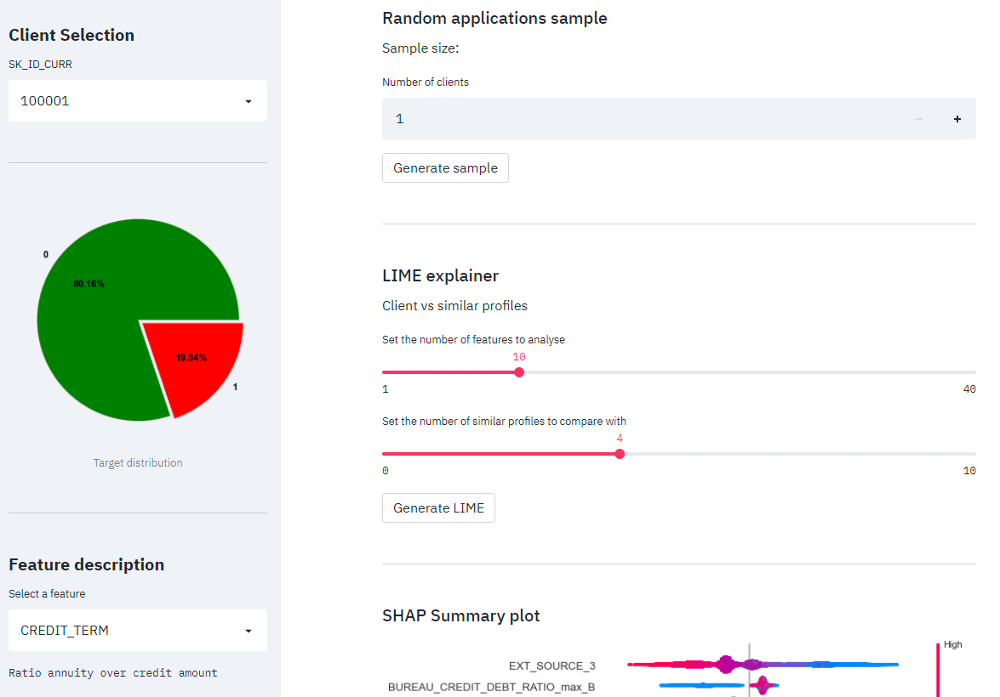 Client Selection
SK_ID_CURR
100001
0
80.16%
19.84%
1
Target distribution
Feature description
Select a feature
CREDIT_TERM
Ratio annuity over credit amount
Random applications sample
Sample size:
Number of clients
1
Generate sample
LIME explainer
Client vs similar profiles
Set the number of features to analyse
10
1 40
Set the number of similar profiles to compare with
4
0 10
Generate LIME
SHAP Summary plot
High
EXT_SOURCE_3
BUREAU_CREDIT_DEBT_RATIO_max_B